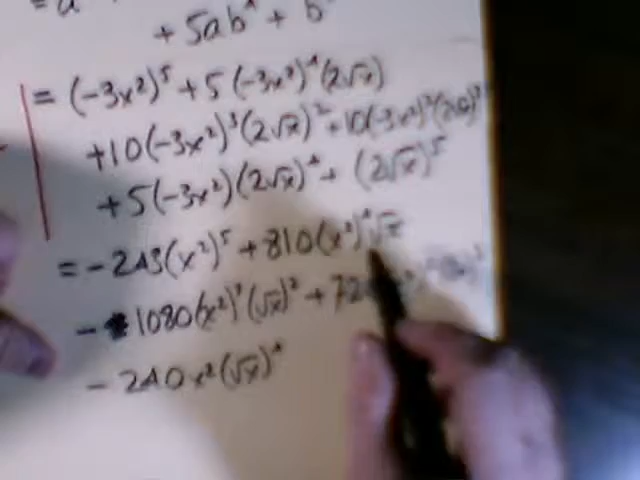 = a
+ 5ab⁴ + b
= (-3x²)⁵ + 5(-3x²)⁴(2√x)
+ 10(-3x²)³(2√x)² + 10(-3x²)²(2√x)³
+ 5(-3x²)(2√x)⁴ + (2√x)⁵
= - 243(x²)⁵ + 810(x²)⁴√x
- 1080(x²)³(√x)² + 72
- 240x²(√x)⁴